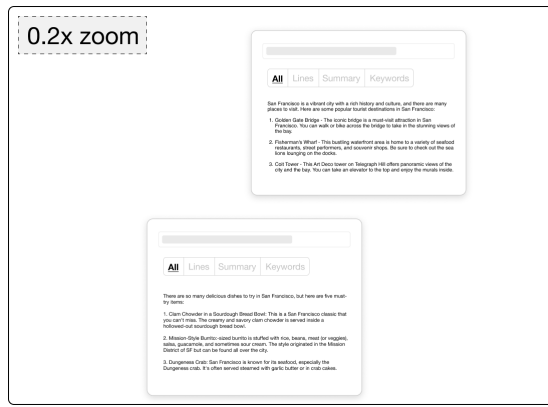 0.2x zoom
All Lines Summary Keywords
San Francisco is a vibrant city with a rich history and culture, and there are many
places to visit. Here are some popular tourist destinations in San Francisco:
1. Golden Gate Bridge - The iconic bridge is a must-visit attraction in San
Francisco. You can walk or bike across the bridge to take in the stunning views of
the bay.
2. Fisherman's Wharf - This bustling waterfront area is home to a variety of seafood
restaurants, street performers, and souvenir shops. Be sure to check out the sea
lions lounging on the docks.
3. Coit Tower - This Art Deco tower on Telegraph Hill offers panoramic views of the
city and the bay. You can take an elevator to the top and enjoy the murals inside.
All Lines Summary Keywords
There are so many delicious dishes to try in San Francisco, but here are five must-
try items:
1. Clam Chowder in a Sourdough Bread Bowl: This is a San Francisco classic that
you can't miss. The creamy and savory clam chowder is served inside a
hollowed-out sourdough bread bowl.
2. Mission-Style Burrito:-sized burrito is stuffed with rice, beans, meat (or veggies),
salsa, guacamole, and sometimes sour cream. The style originated in the Mission
District of SF but can be found all over the city.
3. Dungeness Crab: San Francisco is known for its seafood, especially the
Dungeness crab. It's often served steamed with garlic butter or in crab cakes.